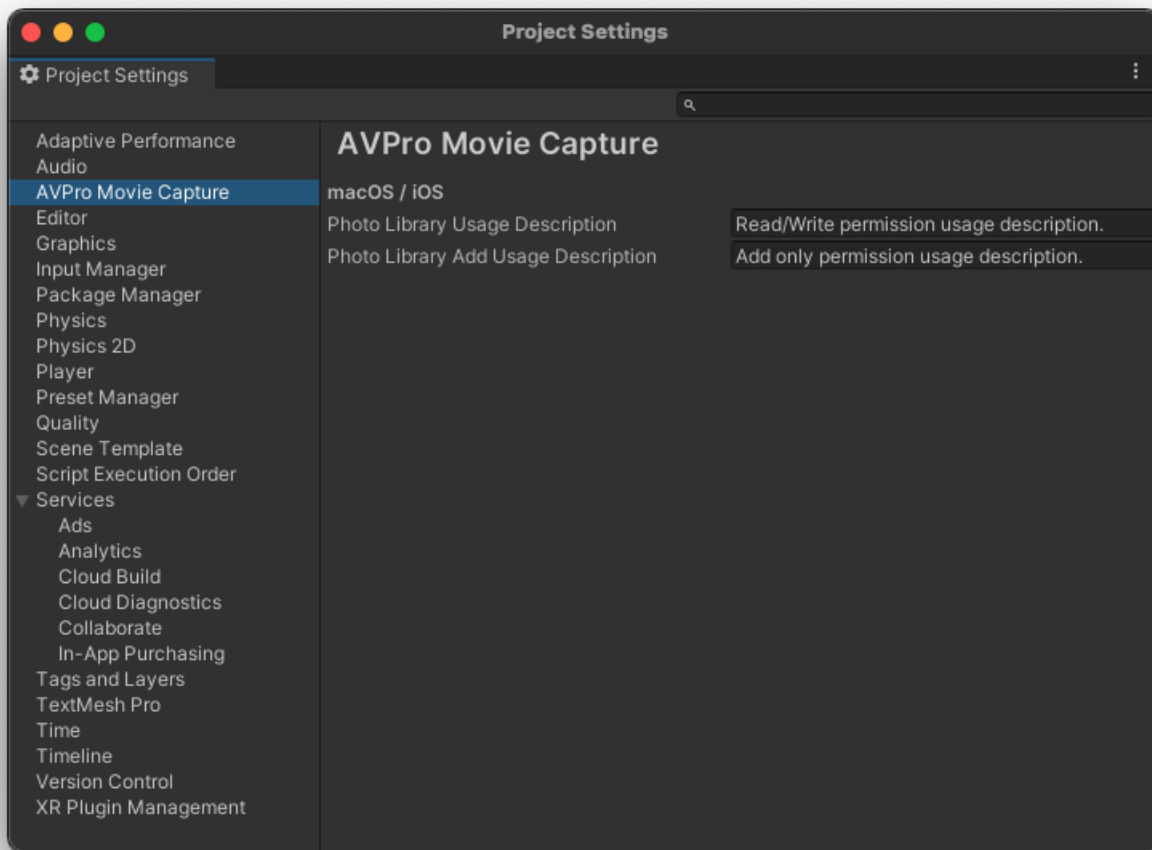 Project Settings
Project Settings
Adaptive Performance
Audio
AVPro Movie Capture
Editor
Graphics
Input Manager
Package Manager
Physics
Physics 2D
Player
Preset Manager
Quality
Scene Template
Script Execution Order
Services
Ads
Analytics
Cloud Build
Cloud Diagnostics
Collaborate
In-App Purchasing
Tags and Layers
TextMesh Pro
Time
Timeline
Version Control
XR Plugin Management
AVPro Movie Capture
macOS / iOS
Photo Library Usage Description Read/Write permission usage description.
Photo Library Add Usage Description Add only permission usage description.